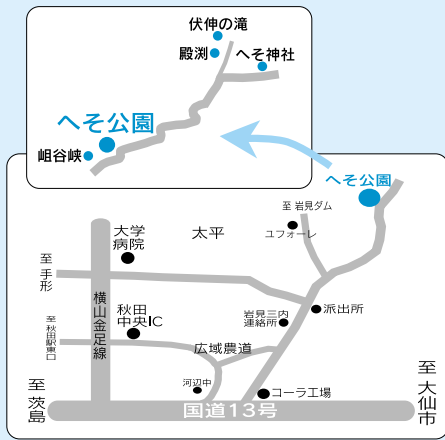 伏伸の滝
殿渕
へそ神社
へそ公園
岨谷峡
へそ公園
至 岩見ダム
ユフォーレ
大学
病院
太平
至手形
横山金足線
秋田
中央IC
岩見三内
連絡所
派出所
至秋田駅東口
広域農道
河辺中
コーラ工場
至茨島
国道13号
至大仙市